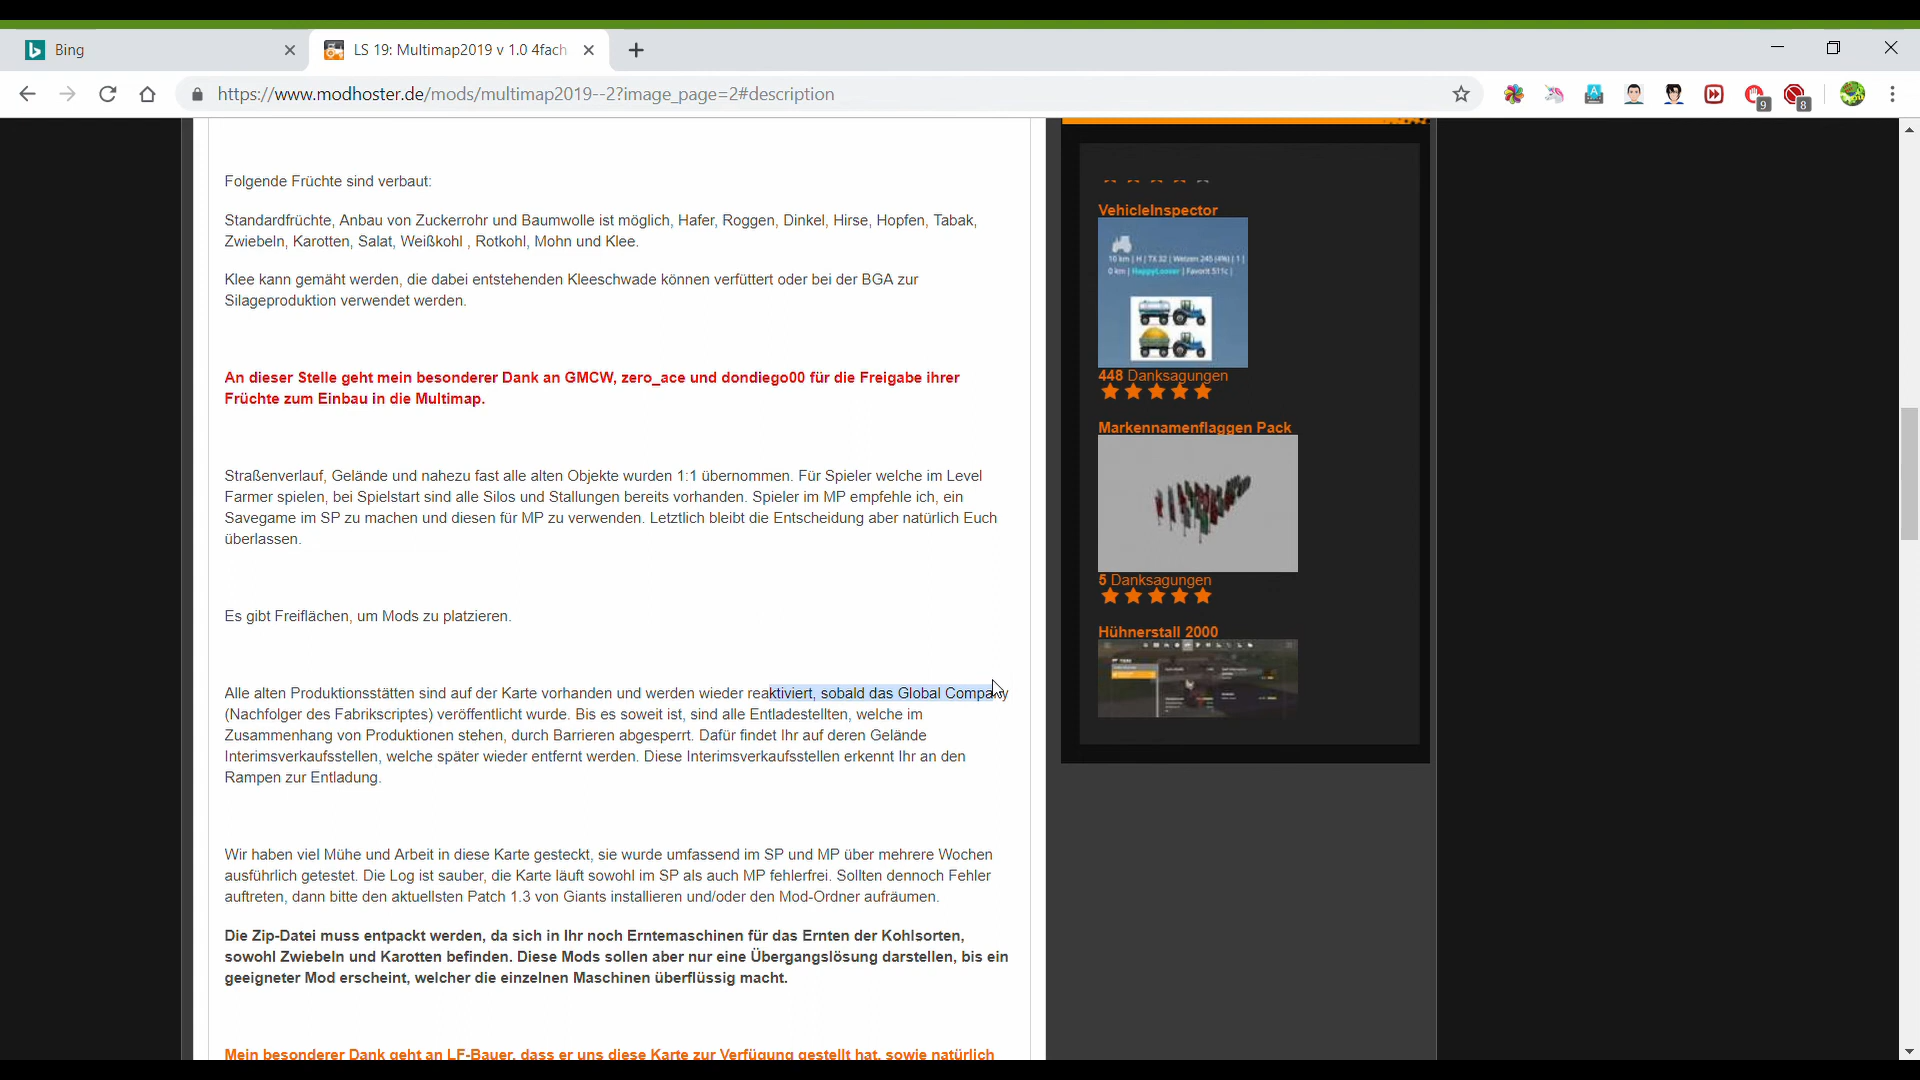 Bing
LS 19: Multimap2019 v 1.0 4fach
https://www.modhoster.de/mods/multimap2019--2?image_page=2#description
9
8
Folgende Früchte sind verbaut:
Standardfrüchte, Anbau von Zuckerrohr und Baumwolle ist möglich, Hafer, Roggen, Dinkel, Hirse, Hopfen, Tabak,
Zwiebeln, Karotten, Salat, Weißkohl , Rotkohl, Mohn und Klee.
Klee kann gemäht werden, die dabei entstehenden Kleeschwade können verfüttert oder bei der BGA zur
Silageproduktion verwendet werden.
An dieser Stelle geht mein besonderer Dank an GMCW, zero_ace und dondiego00 für die Freigabe ihrer
Früchte zum Einbau in die Multimap.
Straßenverlauf, Gelände und nahezu fast alle alten Objekte wurden 1:1 übernommen. Für Spieler welche im Level
Farmer spielen, bei Spielstart sind alle Silos und Stallungen bereits vorhanden. Spieler im MP empfehle ich, ein
Savegame im SP zu machen und diesen für MP zu verwenden. Letztlich bleibt die Entscheidung aber natürlich Euch
überlassen.
Es gibt Freiflächen, um Mods zu platzieren.
Alle alten Produktionsstätten sind auf der Karte vorhanden und werden wieder reaktiviert, sobald das Global Company
(Nachfolger des Fabrikscriptes) veröffentlicht wurde. Bis es soweit ist, sind alle Entladestellten, welche im
Zusammenhang von Produktionen stehen, durch Barrieren abgesperrt. Dafür findet Ihr auf deren Gelände
Interimsverkaufsstellen, welche später wieder entfernt werden. Diese Interimsverkaufsstellen erkennt Ihr an den
Rampen zur Entladung.
Wir haben viel Mühe und Arbeit in diese Karte gesteckt, sie wurde umfassend im SP und MP über mehrere Wochen
ausführlich getestet. Die Log ist sauber, die Karte läuft sowohl im SP als auch MP fehlerfrei. Sollten dennoch Fehler
auftreten, dann bitte den aktuellsten Patch 1.3 von Giants installieren und/oder den Mod-Ordner aufräumen.
Die Zip-Datei muss entpackt werden, da sich in Ihr noch Erntemaschinen für das Ernten der Kohlsorten,
sowohl Zwiebeln und Karotten befinden. Diese Mods sollen aber nur eine Übergangslösung darstellen, bis ein
geeigneter Mod erscheint, welcher die einzelnen Maschinen überflüssig macht.
Mein besonderer Dank geht an LF-Bauer, dass er uns diese Karte zur Verfügung gestellt hat, sowie natürlich
VehicleInspector
10 km | H | TX 32 | Weizen 245 (4%) | 1 |
0 km | HappyLooser | Favorit 511c |
448 Danksagungen
Markennamenflaggen Pack
5 Danksagungen
Hühnerstall 2000